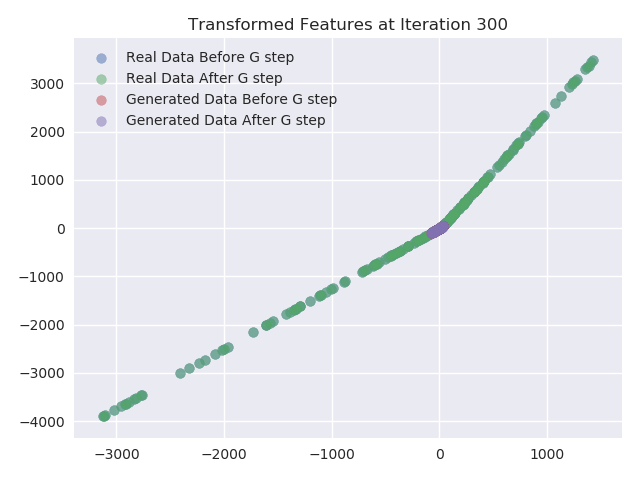 Transformed Features at Iteration 300
Real Data Before G step
Real Data After G step
Generated Data Before G step
Generated Data After G step
3000
2000
1000
0
−1000
−2000
−3000
−4000
−3000 −2000 −1000 0 1000